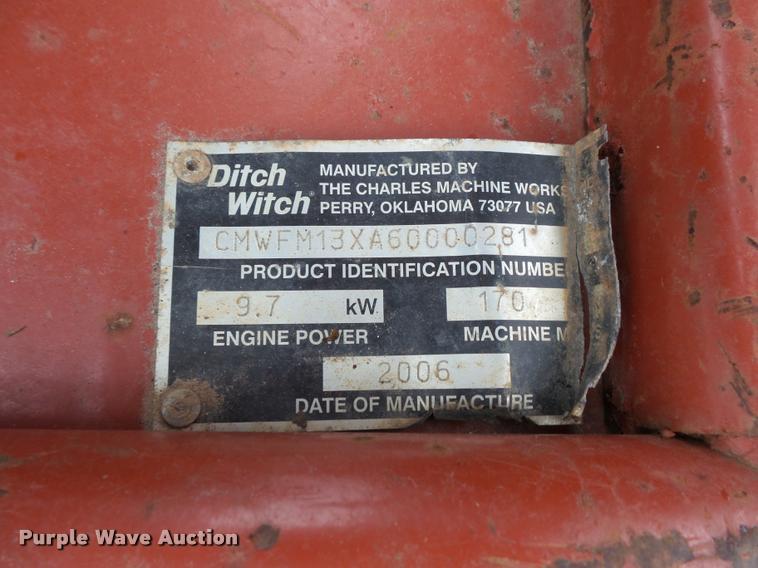 Ditch Witch
MANUFACTURED BY
THE CHARLES MACHINE WORKS
PERRY, OKLAHOMA 73077 USA
CMWFM13XA60000281
PRODUCT IDENTIFICATION NUMBE
9.7 kW 170
ENGINE POWER MACHINE M
2006
DATE OF MANUFACTURE
Purple Wave Auction